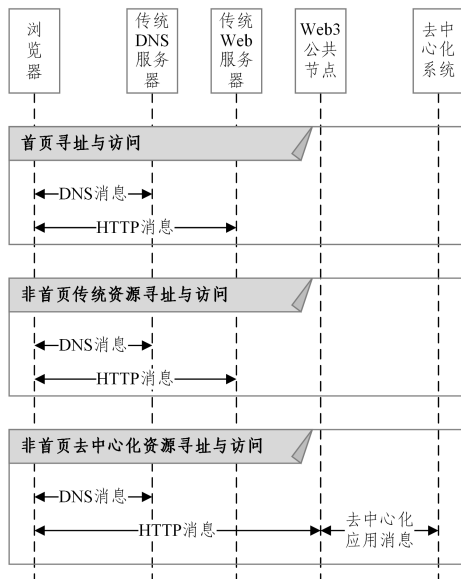 浏
览
器
传统
DNS
服务
器
传统
Web
服务
器
Web3
公共
节点
去中
心化
系统
首页寻址与访问
DNS消息
HTTP消息
非首页传统资源寻址与访问
DNS消息
HTTP消息
非首页去中心化资源寻址与访问
DNS消息
HTTP消息
去中心化
应用消息